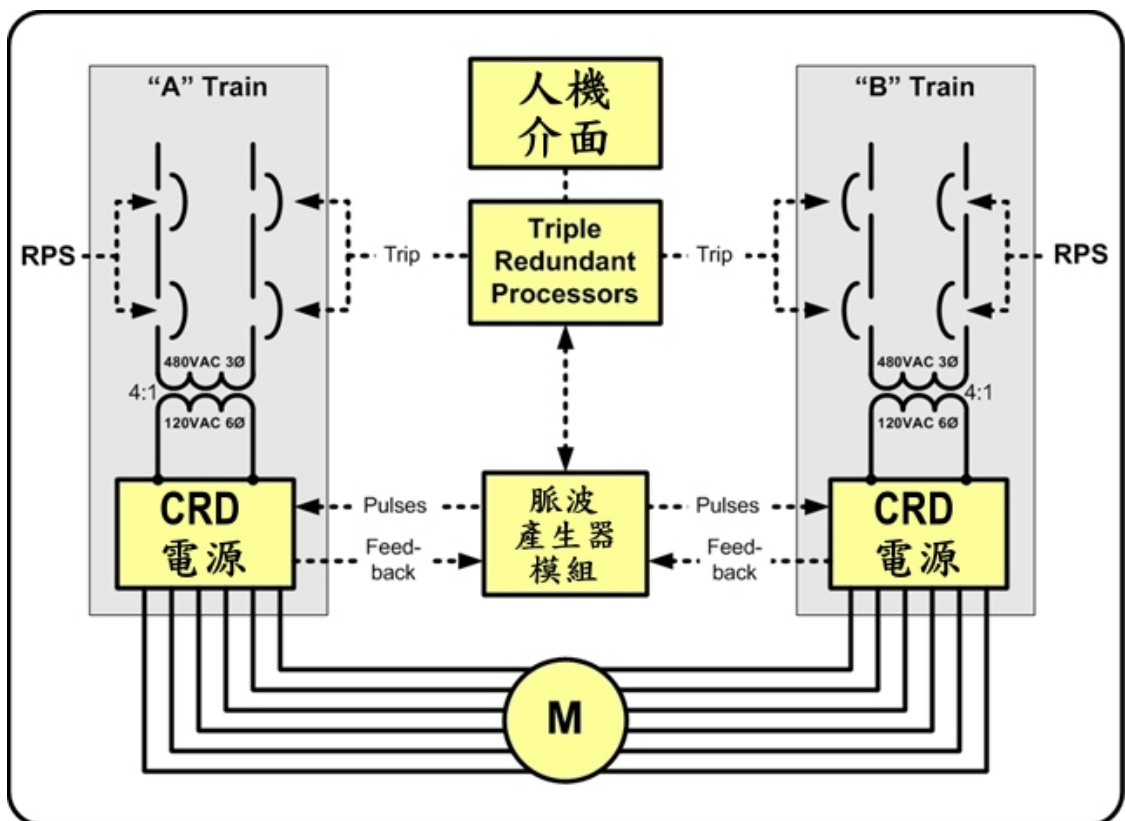 “A” Train
人機
介面
“B” Train
RPS
Trip
Triple
Redundant
Processors
Trip
RPS
480VAC 3Ø
4:1
120VAC 6Ø
480VAC 3Ø
4:1
120VAC 6Ø
CRD
電源
Pulses
Feed-
back
脈波
產生器
模組
Pulses
Feed-
back
CRD
電源
M